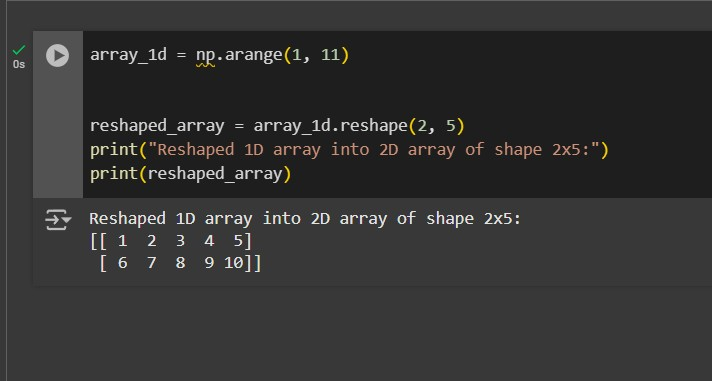 array_1d = np.arange(1, 11)
reshaped_array = array_1d.reshape(2, 5)
print("Reshaped 1D array into 2D array of shape 2x5:")
print(reshaped_array)
0s
Reshaped 1D array into 2D array of shape 2x5:
[[ 1  2  3  4  5]
 [ 6  7  8  9 10]]